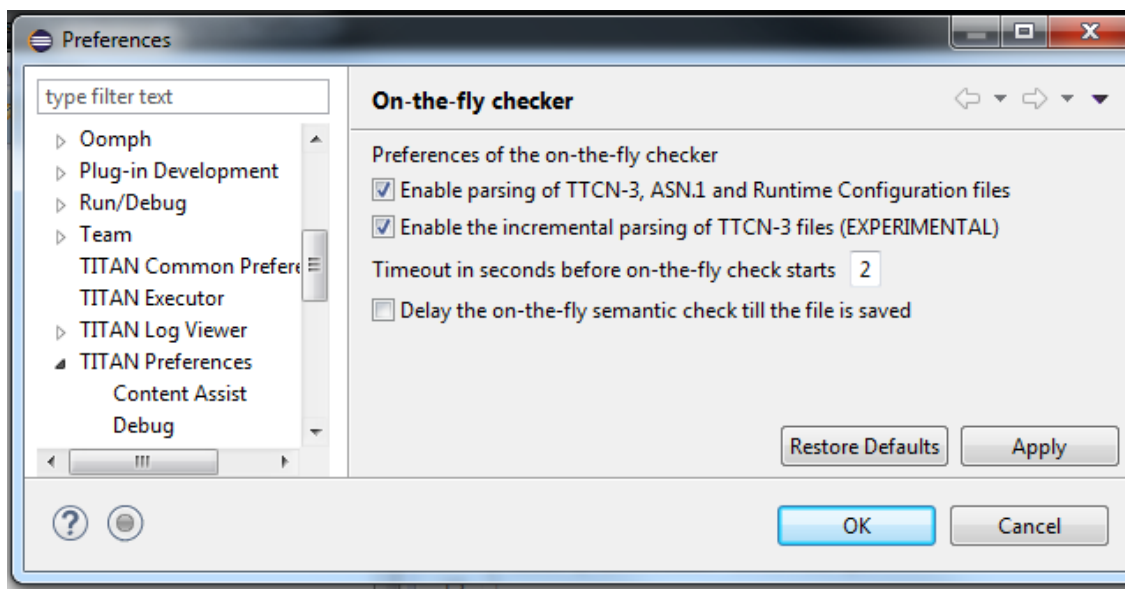 Preferences
type filter text
Oomph
Plug-in Development
Run/Debug
Team
TITAN Common Prefere
TITAN Executor
TITAN Log Viewer
TITAN Preferences
Content Assist
Debug
On-the-fly checker
Preferences of the on-the-fly checker
Enable parsing of TTCN-3, ASN.1 and Runtime Configuration files
Enable the incremental parsing of TTCN-3 files (EXPERIMENTAL)
Timeout in seconds before on-the-fly check starts 2
Delay the on-the-fly semantic check till the file is saved
Restore Defaults Apply
OK Cancel